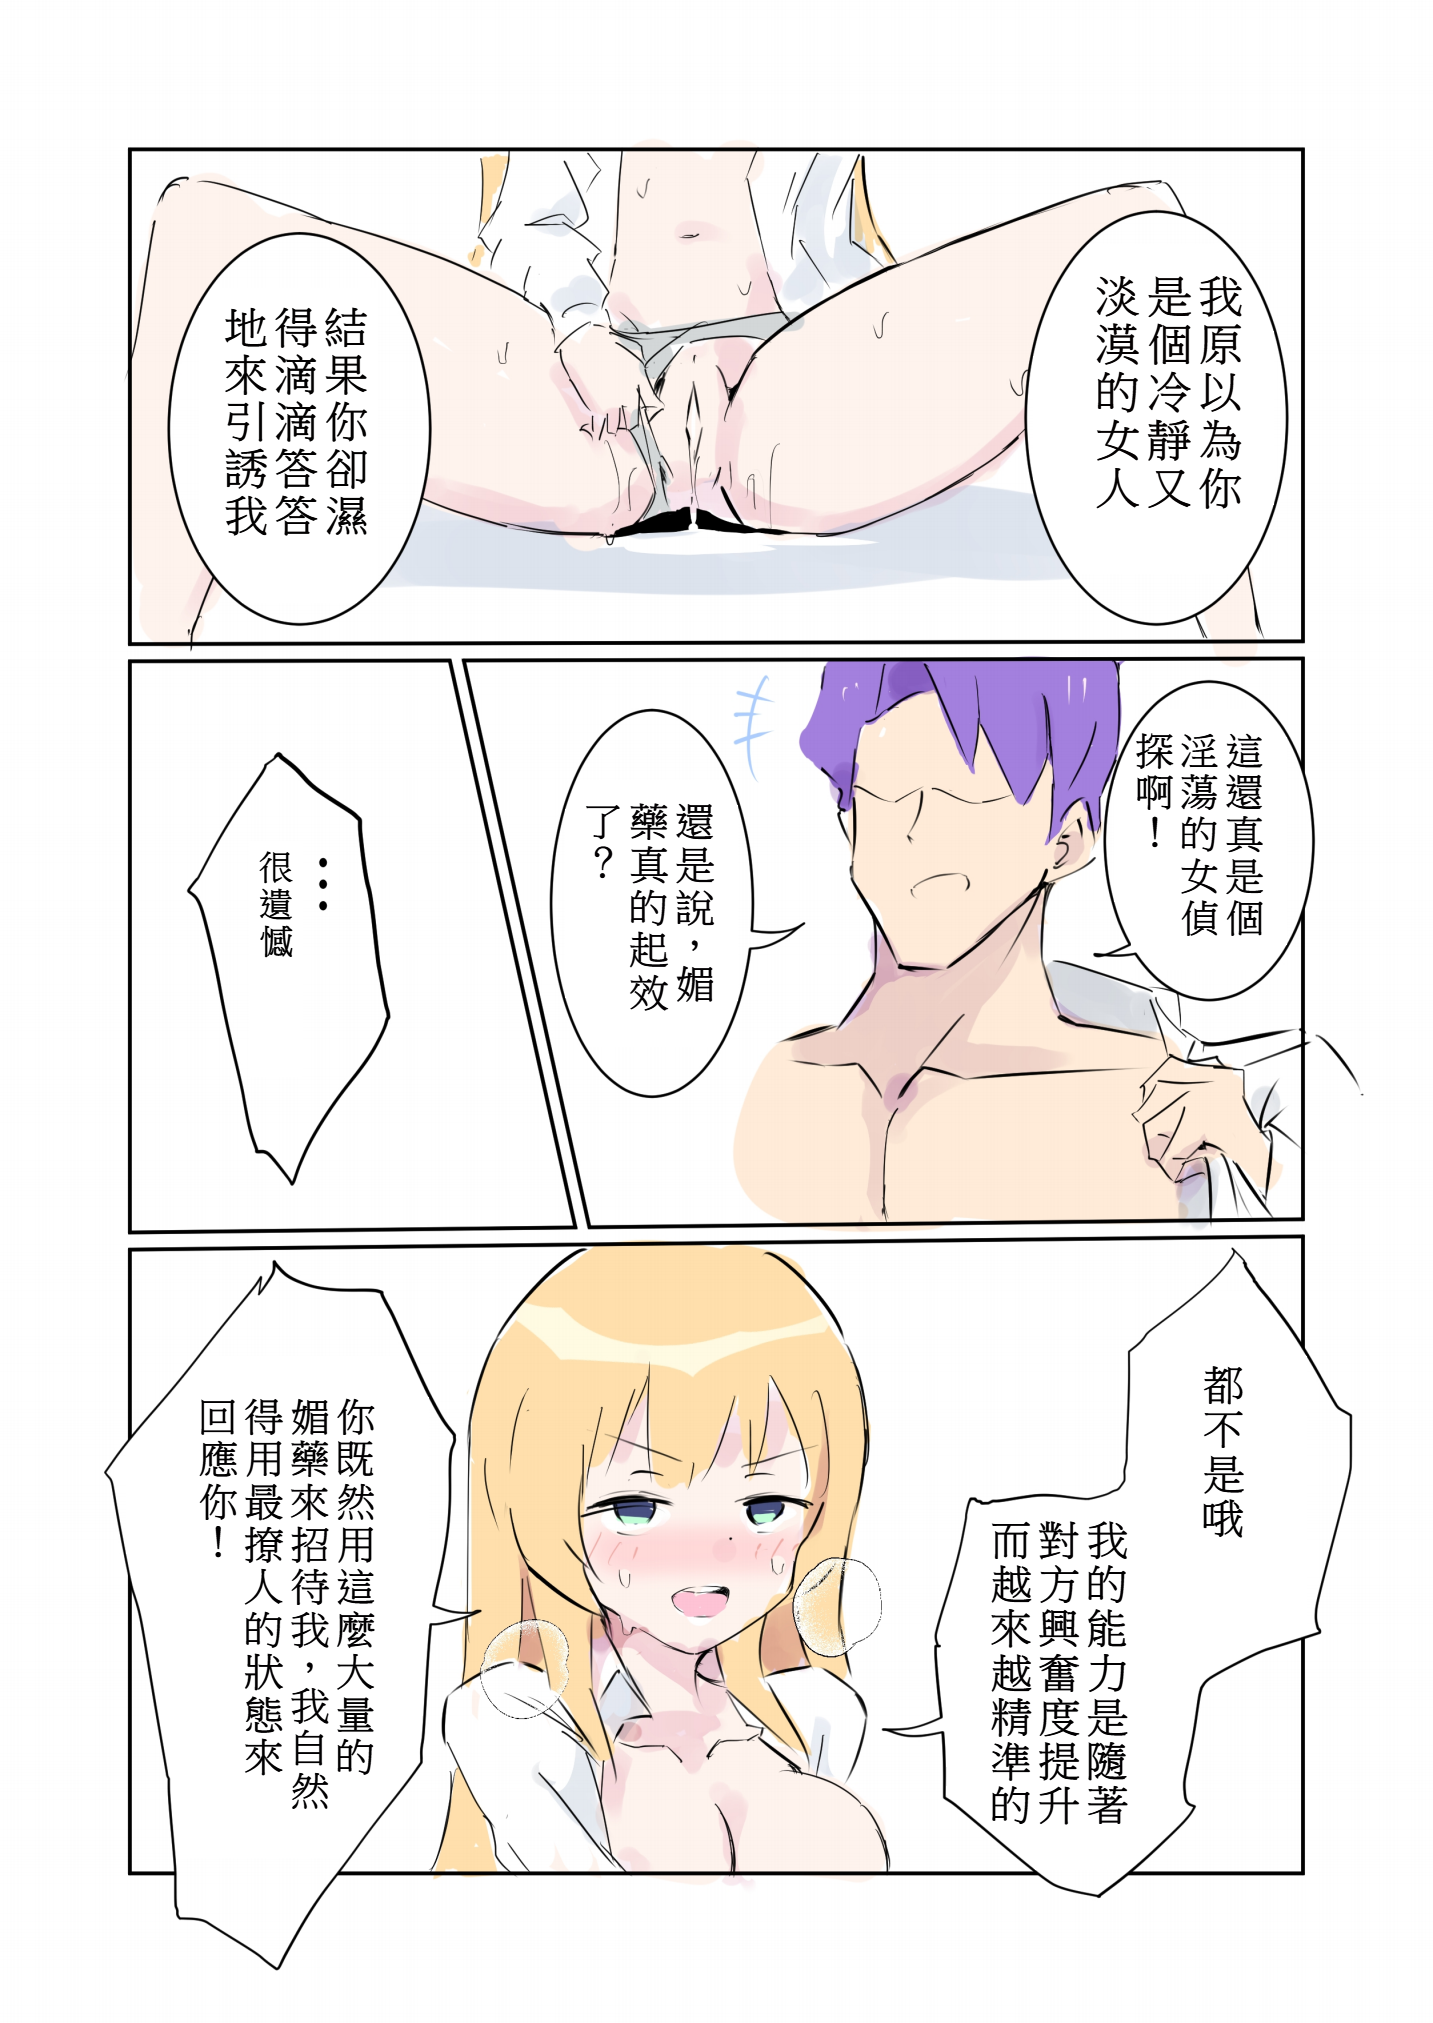 我原以為你
是個冷靜又
淡漠的女人
結果你卻濕
得滴滴答答
地來引誘我
這還真是個
淫蕩的女偵
探啊！
還是說，媚
藥真的起效
了？
…
很遺憾
都不是哦
我的能力是隨著
對方興奮度提升
而越來越精準的
你既然用這麼大量的
媚藥來招待我，我自然
得用最撩人的狀態來
回應你！